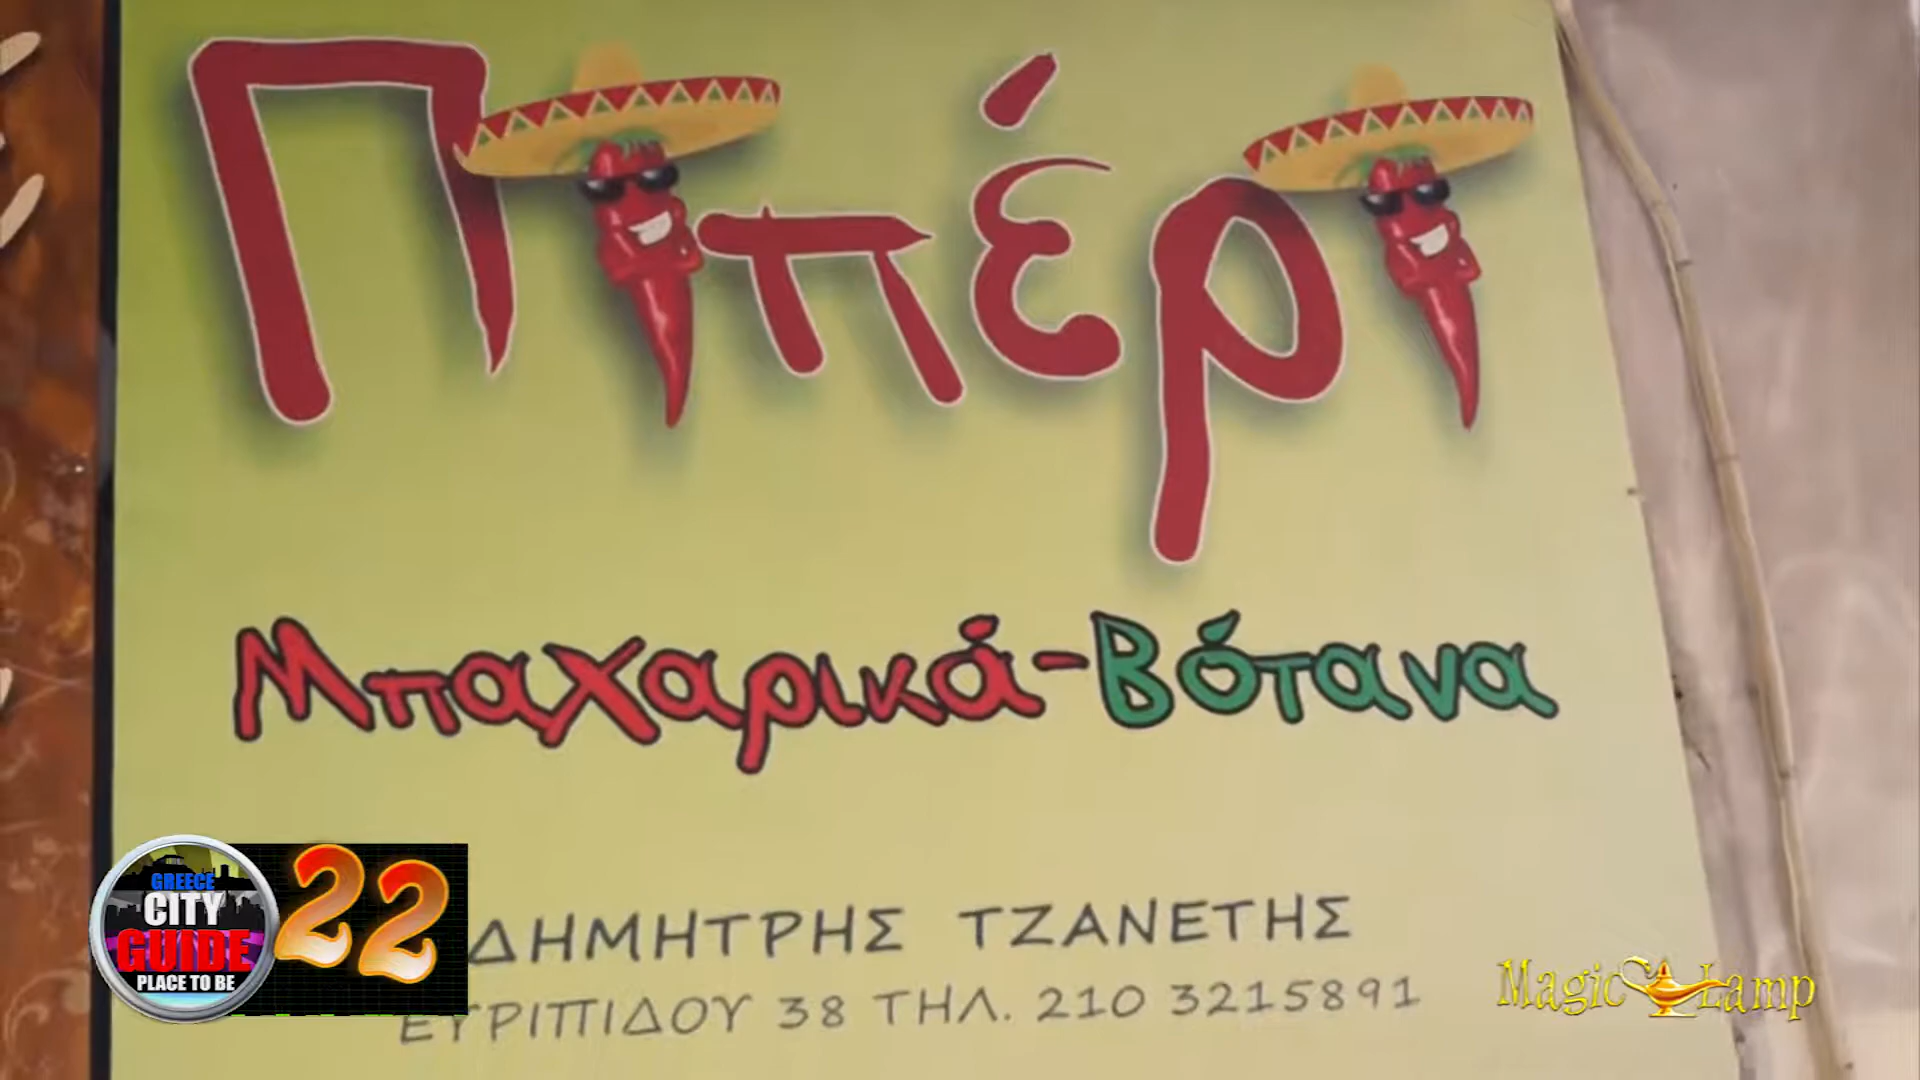 Πιπέρι
Μπαχαρικά-Βότανα
ΔΗΜΗΤΡΗΣ ΤΖΑΝΕΤΗΣ
ΕΥΡΙΠΙΔΟΥ 38 ΤΗΛ. 210 3215891
GREECE
CITY
GUIDE
PLACE TO BE
22
Magic Lamp